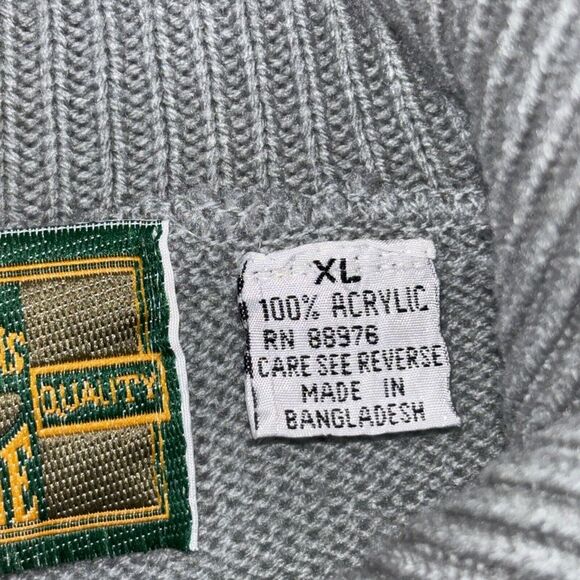 QUALITY
XL
100% ACRYLIC
RN 88976
CARE SEE REVERSE
MADE IN
BANGLADESH